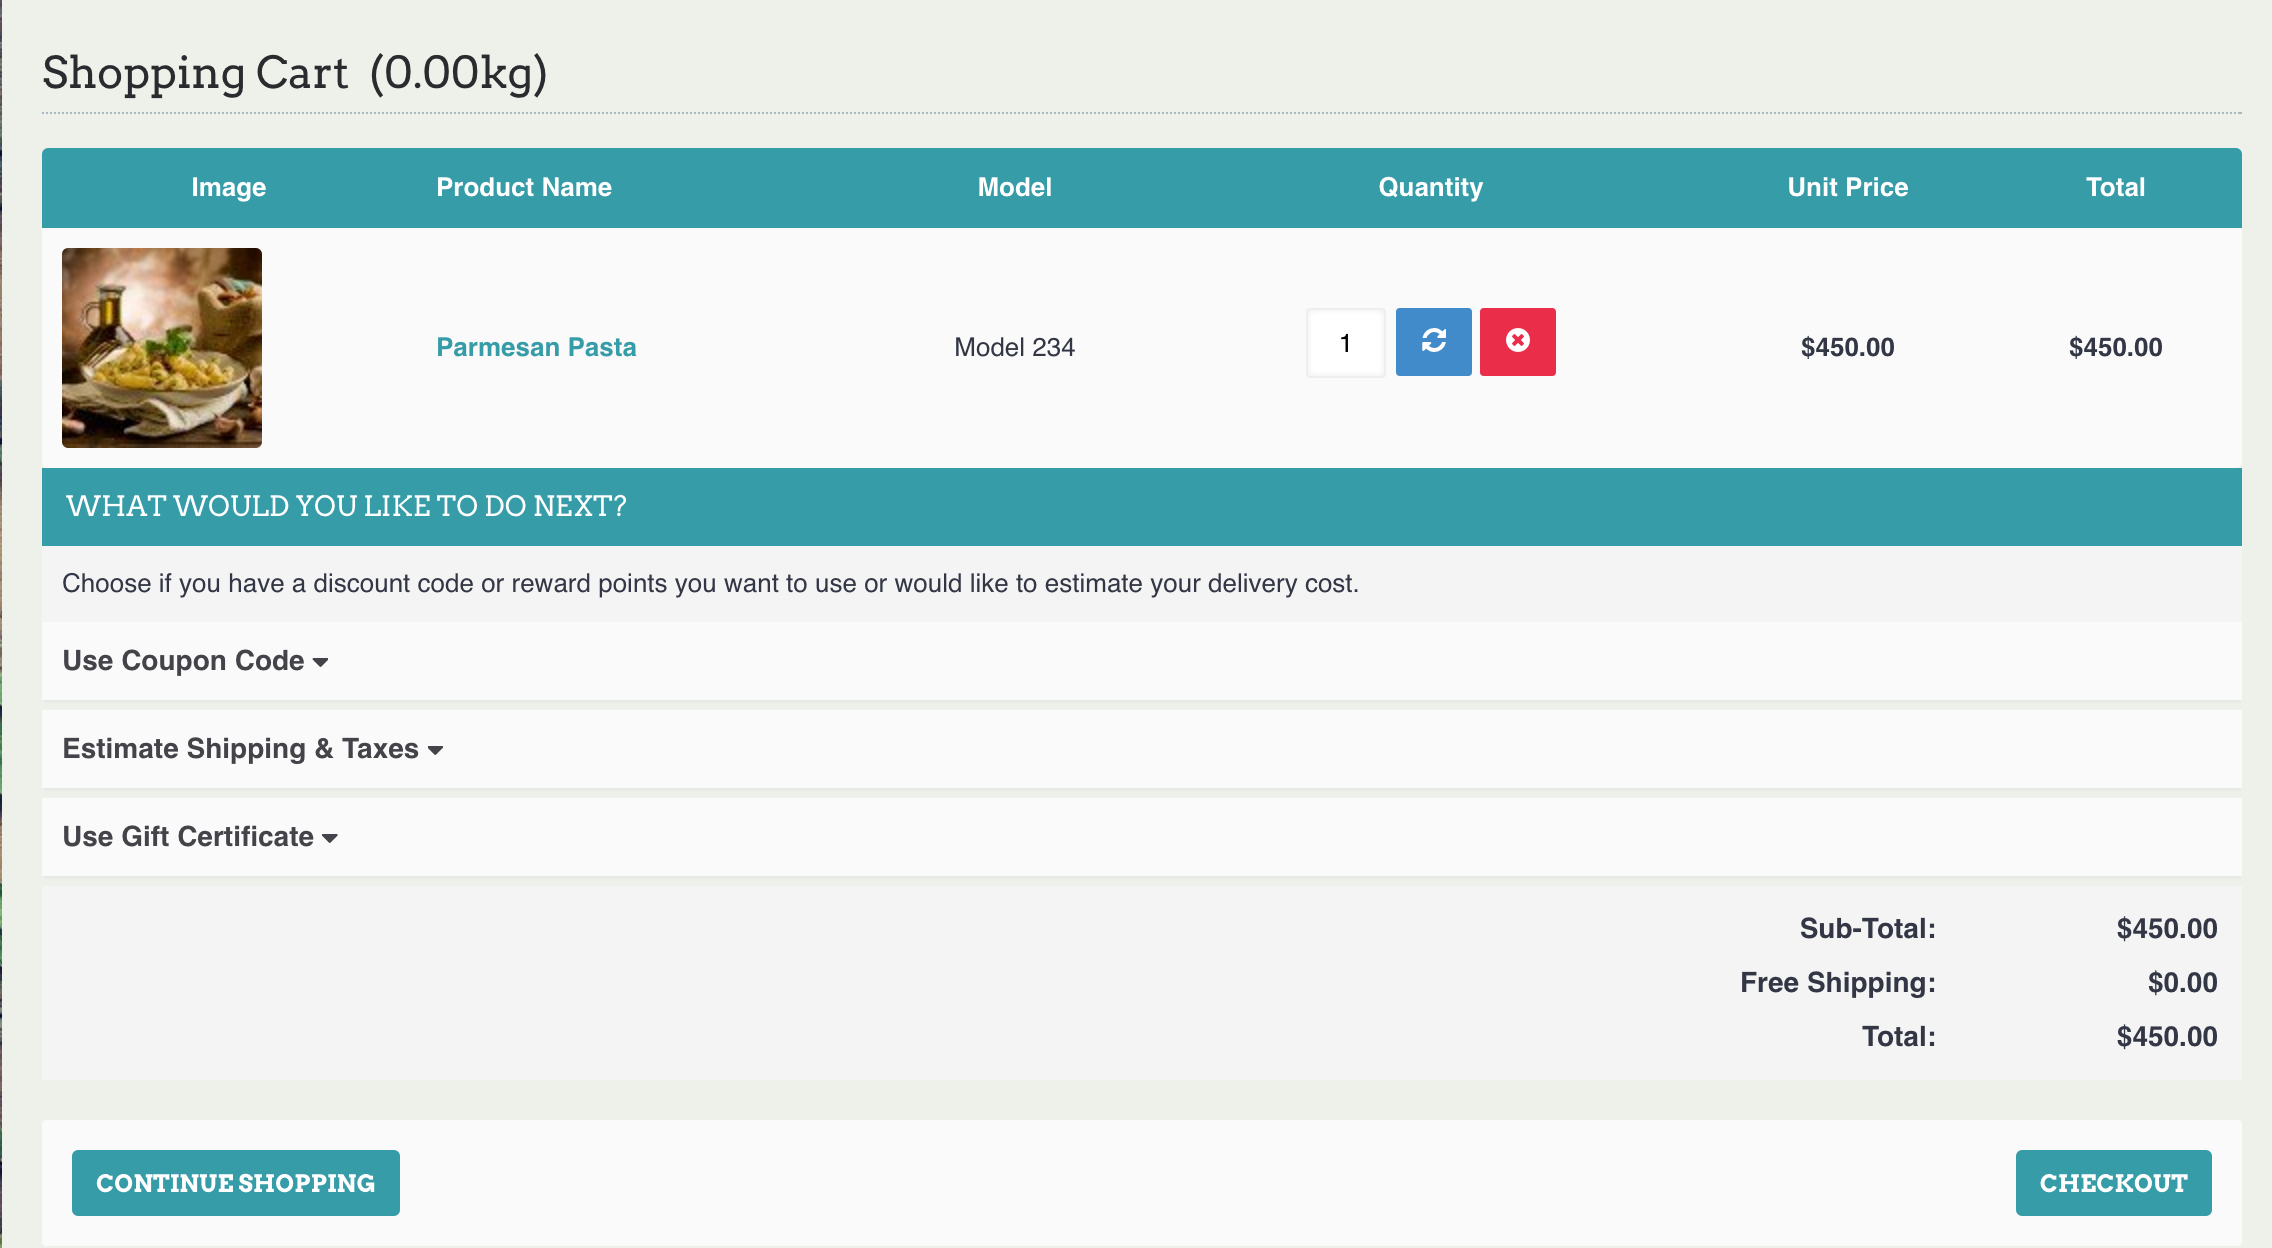 Shopping Cart (0.00kg)
Image Product Name Model Quantity Unit Price Total
Parmesan Pasta Model 234 1 $450.00 $450.00
WHAT WOULD YOU LIKE TO DO NEXT?
Choose if you have a discount code or reward points you want to use or would like to estimate your delivery cost.
Use Coupon Code
Estimate Shipping & Taxes
Use Gift Certificate
Sub-Total: $450.00
Free Shipping: $0.00
Total: $450.00
CONTINUE SHOPPING CHECKOUT